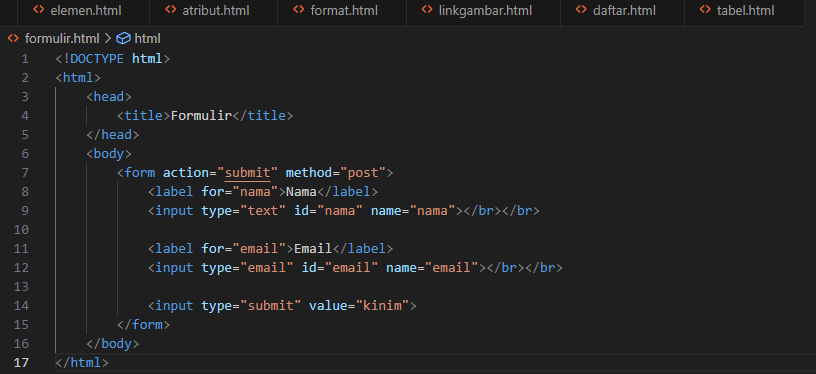 elemen.html atribut.html format.html linkgambar.html daftar.html tabel.html
formulir.html > html
1 <!DOCTYPE html>
2 <html>
3 <head>
4 <title>Formulir</title>
5 </head>
6 <body>
7 <form action="submit" method="post">
8 <label for="nama">Nama</label>
9 <input type="text" id="nama" name="nama"></br></br>
10
11 <label for="email">Email</label>
12 <input type="email" id="email" name="email"></br></br>
13
14 <input type="submit" value="kinim">
15 </form>
16 </body>
17 </html>